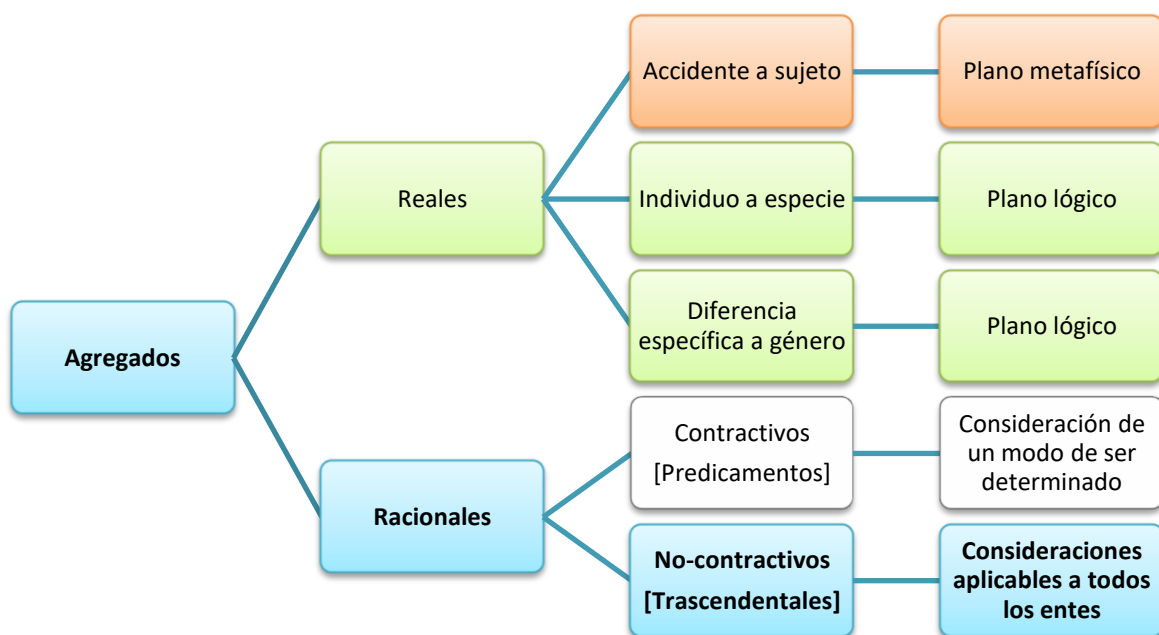 Accidente a sujeto
Plano metafísico
Reales
Individuo a especie
Plano lógico
Diferencia
específica a género
Plano lógico
Agregados
Contractivos
[Predicamentos]
Consideración de
un modo de ser
determinado
Racionales
No-contractivos
[Trascendentales]
Consideraciones
aplicables a todos
los entes